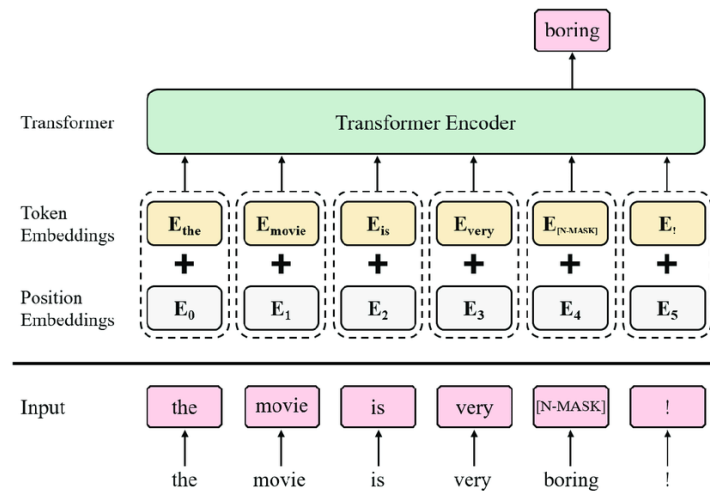 boring
Transformer
Transformer Encoder
Token
Embeddings
E_the E_movie E_is E_very E_[N-MASK] E_!
+ + + + + +
Position
Embeddings
E_0 E_1 E_2 E_3 E_4 E_5
Input
the movie is very [N-MASK] !
the movie is very boring !